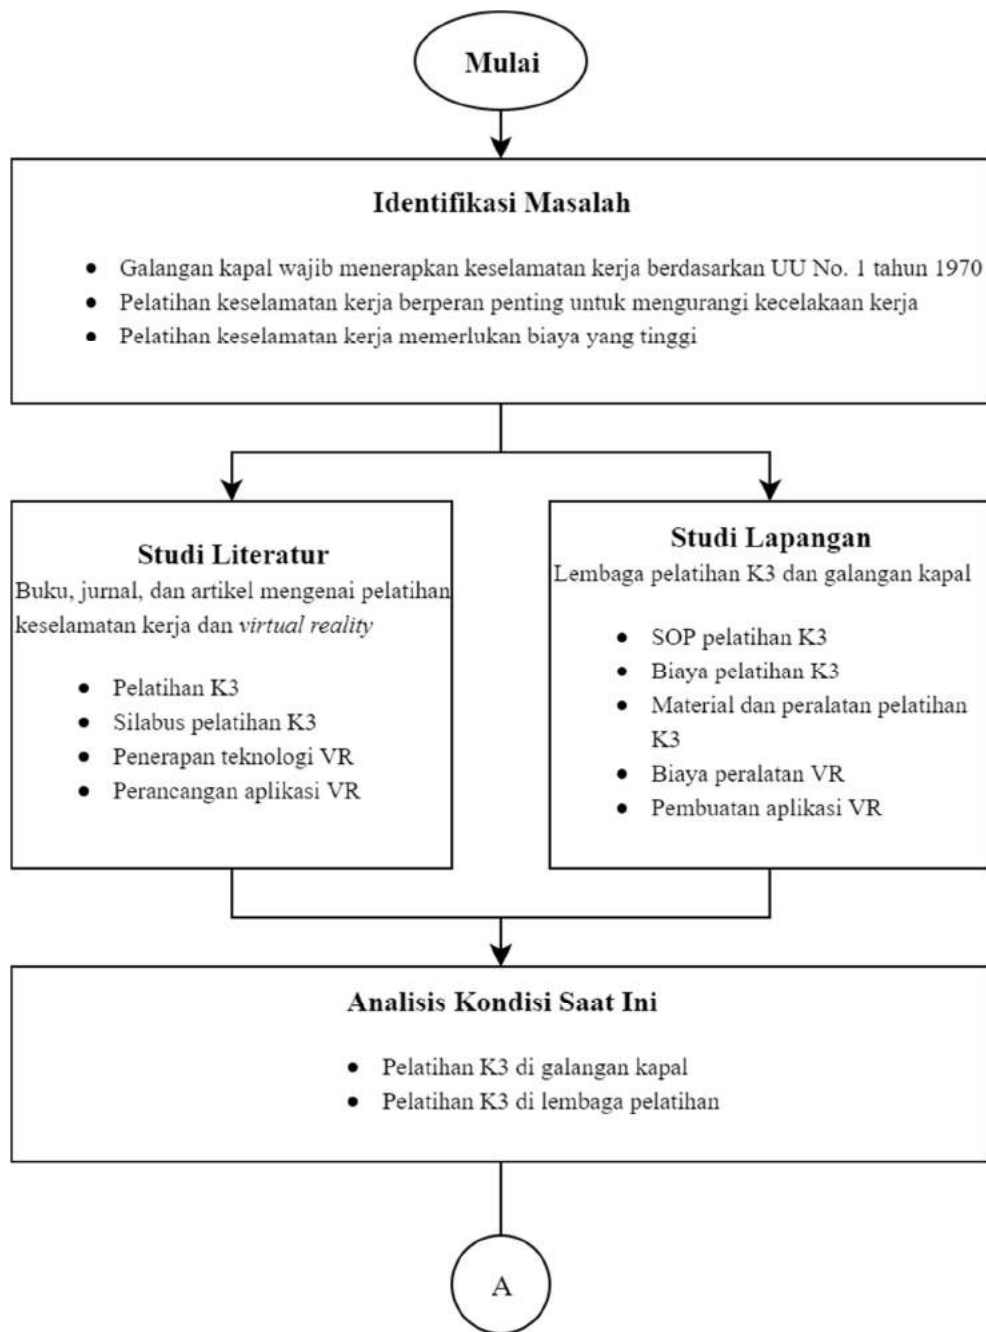 Mulai
Identifikasi Masalah
● Galangan kapal wajib menerapkan keselamatan kerja berdasarkan UU No. 1 tahun 1970
● Pelatihan keselamatan kerja berperan penting untuk mengurangi kecelakaan kerja
● Pelatihan keselamatan kerja memerlukan biaya yang tinggi
Studi Literatur
Buku, jurnal, dan artikel mengenai pelatihan
keselamatan kerja dan virtual reality
● Pelatihan K3
● Silabus pelatihan K3
● Penerapan teknologi VR
● Perancangan aplikasi VR
Studi Lapangan
Lembaga pelatihan K3 dan galangan kapal
● SOP pelatihan K3
● Biaya pelatihan K3
● Material dan peralatan pelatihan
K3
● Biaya peralatan VR
● Pembuatan aplikasi VR
Analisis Kondisi Saat Ini
● Pelatihan K3 di galangan kapal
● Pelatihan K3 di lembaga pelatihan
A